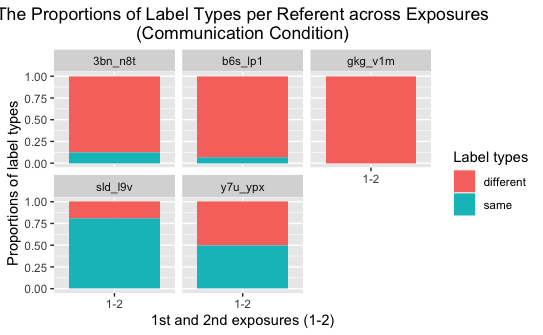 The Proportions of Label Types per Referent across Exposures
(Communication Condition)
3bn_n8t b6s_lp1 gkg_v1m
1.00
0.75
0.50
0.25
0.00
1-2
sld_l9v y7u_ypx
1.00
0.75
0.50
0.25
0.00
1-2 1-2
Proportions of label types
1st and 2nd exposures (1-2)
Label types
different
same